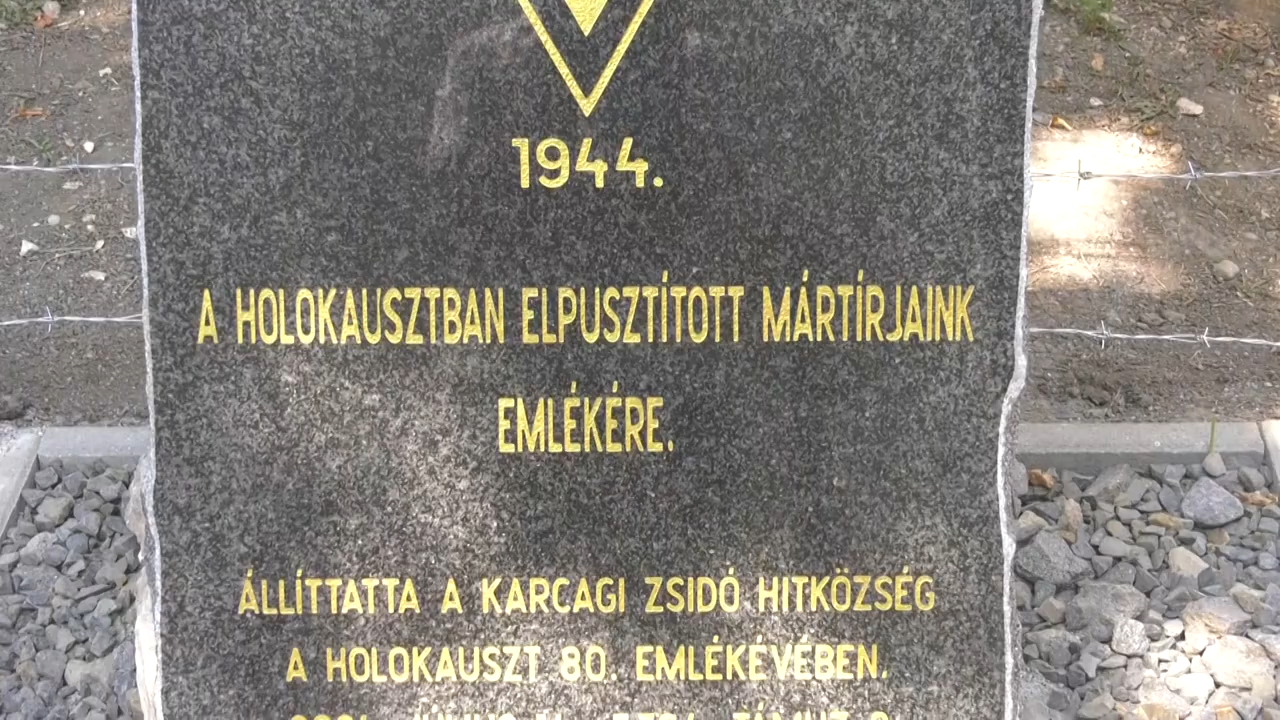 1944.
A HOLOKAUSZTBAN ELPUSZTÍTOTT MÁRTÍRJAINK
EMLÉKÉRE.
ÁLLÍTTATTA A KARCAGI ZSIDÓ HITKÖZSÉG
A HOLOKAUSZT 80. EMLÉKÉVÉBEN.